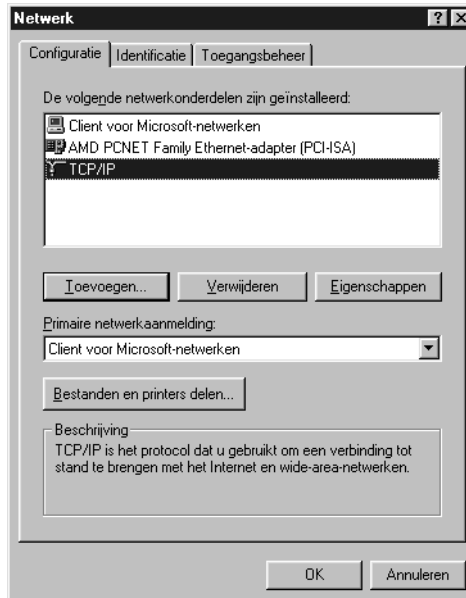 Netwerk
Configuratie Identificatie Toegangsbeheer
De volgende netwerkonderdelen zijn geïnstalleerd:
Client voor Microsoft-netwerken
AMD PCNET Family Ethernet-adapter (PCI-ISA)
TCP/IP
Toevoegen... Verwijderen Eigenschappen
Primaire netwerkaanmelding:
Client voor Microsoft-netwerken
Bestanden en printers delen...
Beschrijving
TCP/IP is het protocol dat u gebruikt om een verbinding tot
stand te brengen met het Internet en wide-area-netwerken.
OK Annuleren